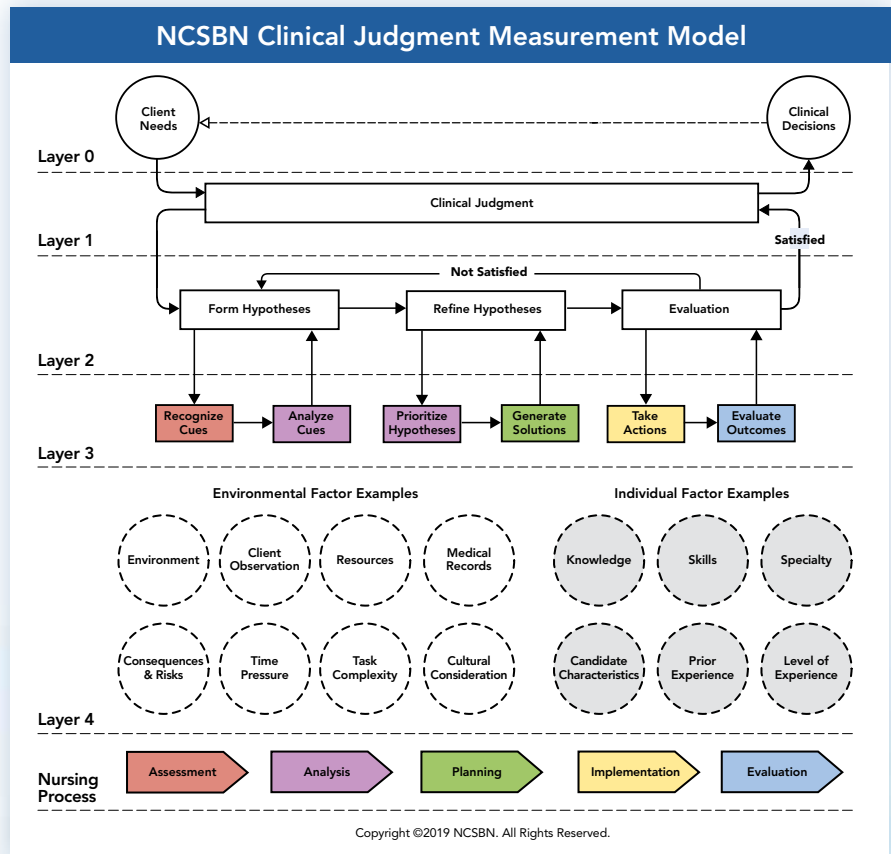 NCSBN Clinical Judgment Measurement Model
Client
Needs
Clinical
Decisions
Layer 0
Clinical Judgment
Layer 1
Satisfied
Not Satisfied
Form Hypotheses
Refine Hypotheses
Evaluation
Layer 2
Recognize
Cues
Analyze
Cues
Prioritize
Hypotheses
Generate
Solutions
Take
Actions
Evaluate
Outcomes
Layer 3
Environmental Factor Examples
Individual Factor Examples
Environment
Client
Observation
Resources
Medical
Records
Knowledge
Skills
Specialty
Consequences
& Risks
Time
Pressure
Task
Complexity
Cultural
Consideration
Candidate
Characteristics
Prior
Experience
Level of
Experience
Layer 4
Nursing
Process
Assessment
Analysis
Planning
Implementation
Evaluation
Copyright ©2019 NCSBN. All Rights Reserved.